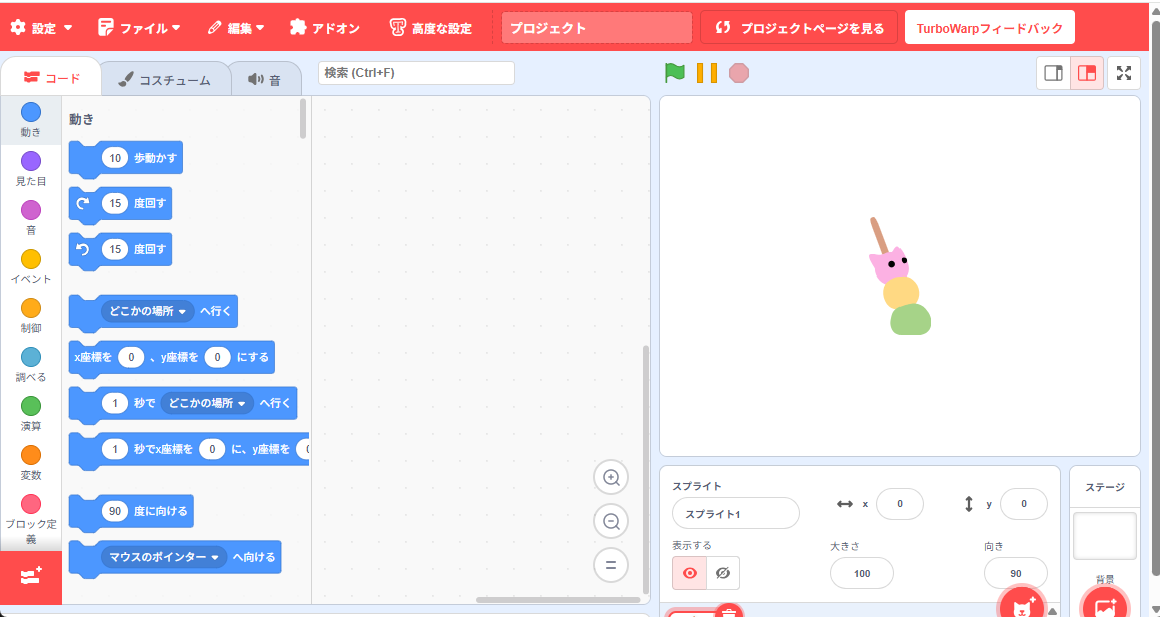 設定 ファイル 編集 アドオン 高度な設定 プロジェクト プロジェクトページを見る TurboWarpフィードバック
コード コスチューム 音 検索 (Ctrl+F)
動き
見た目
音
イベント
制御
調べる
演算
変数
ブロック定義
動き
10 歩動かす
15 度回す
15 度回す
どこかの場所 へ行く
x座標を 0 、y座標を 0 にする
1 秒で どこかの場所 へ行く
1 秒でx座標を 0 に、y座標を 0
90 度に向ける
マウスのポインター へ向ける
スプライト
スプライト1
x 0 y 0
表示する 大きさ 向き
100 90
ステージ
背景